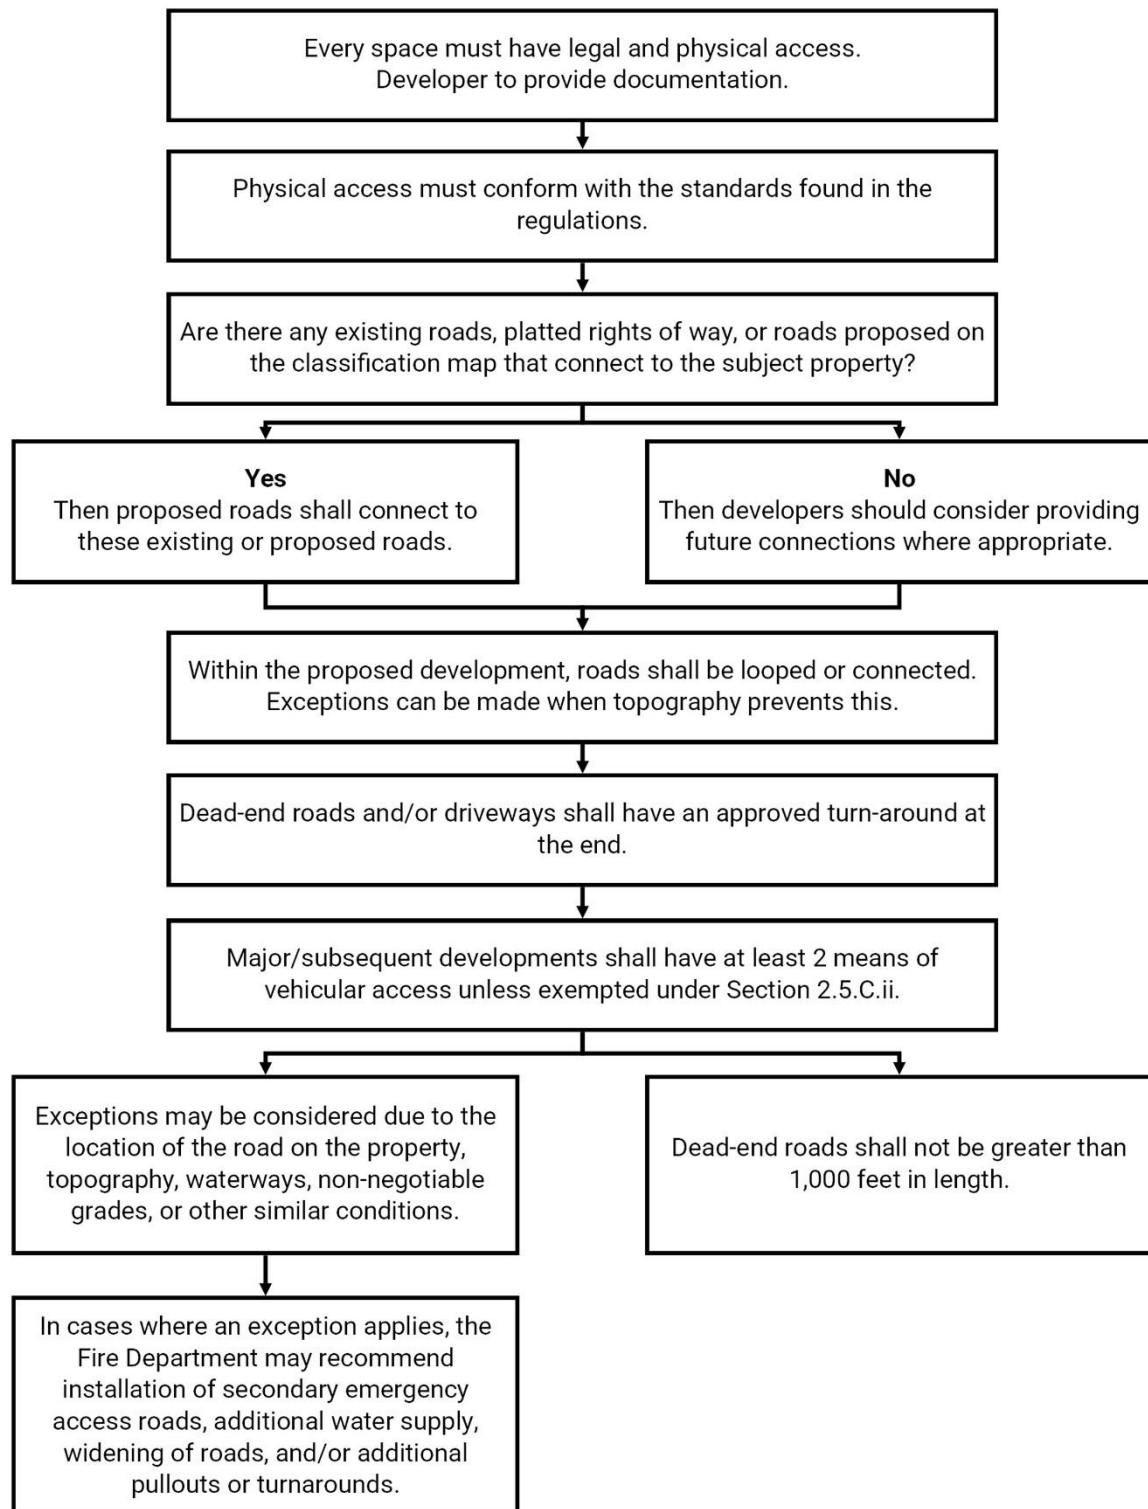 Every space must have legal and physical access.
Developer to provide documentation.
Physical access must conform with the standards found in the
regulations.
Are there any existing roads, platted rights of way, or roads proposed on
the classification map that connect to the subject property?
Yes
Then proposed roads shall connect to
these existing or proposed roads.
No
Then developers should consider providing
future connections where appropriate.
Within the proposed development, roads shall be looped or connected.
Exceptions can be made when topography prevents this.
Dead-end roads and/or driveways shall have an approved turn-around at
the end.
Major/subsequent developments shall have at least 2 means of
vehicular access unless exempted under Section 2.5.C.ii.
Exceptions may be considered due to the
location of the road on the property,
topography, waterways, non-negotiable
grades, or other similar conditions.
Dead-end roads shall not be greater than
1,000 feet in length.
In cases where an exception applies, the
Fire Department may recommend
installation of secondary emergency
access roads, additional water supply,
widening of roads, and/or additional
pullouts or turnarounds.